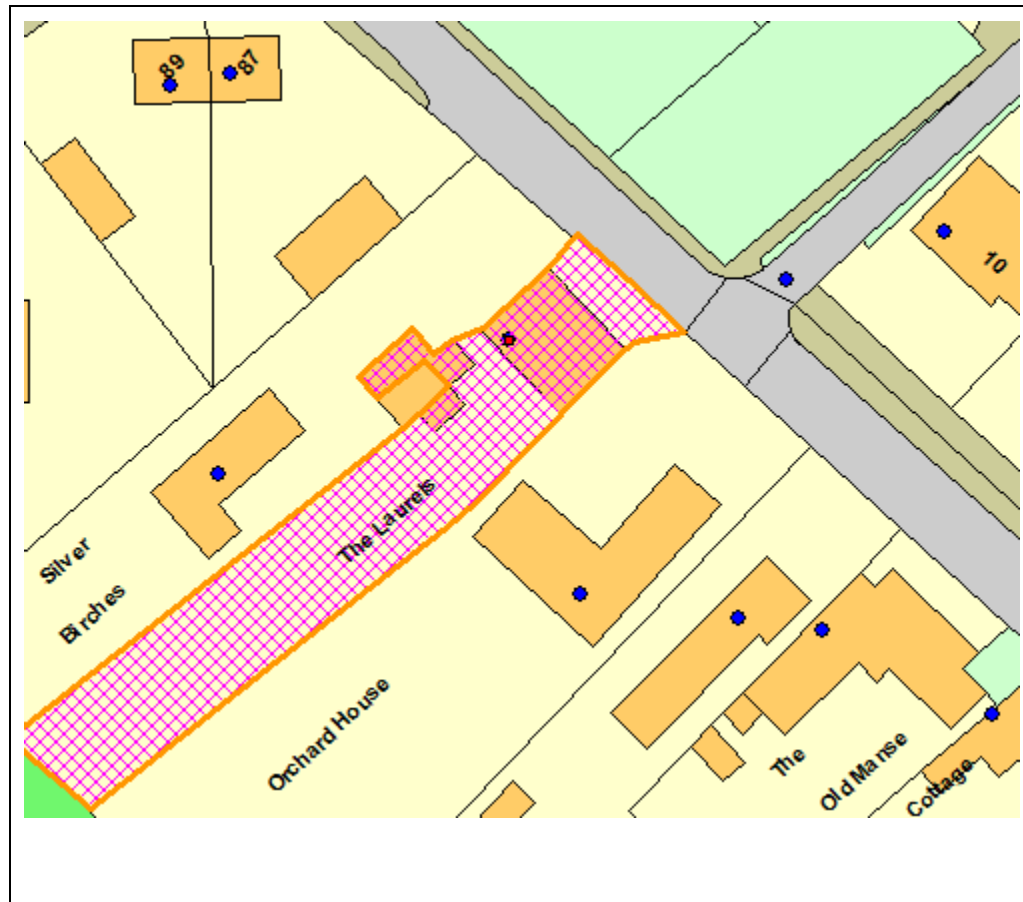 89
87
10
The Laurels
Silver
Birches
Orchard House
The
Old Manse
Cottage